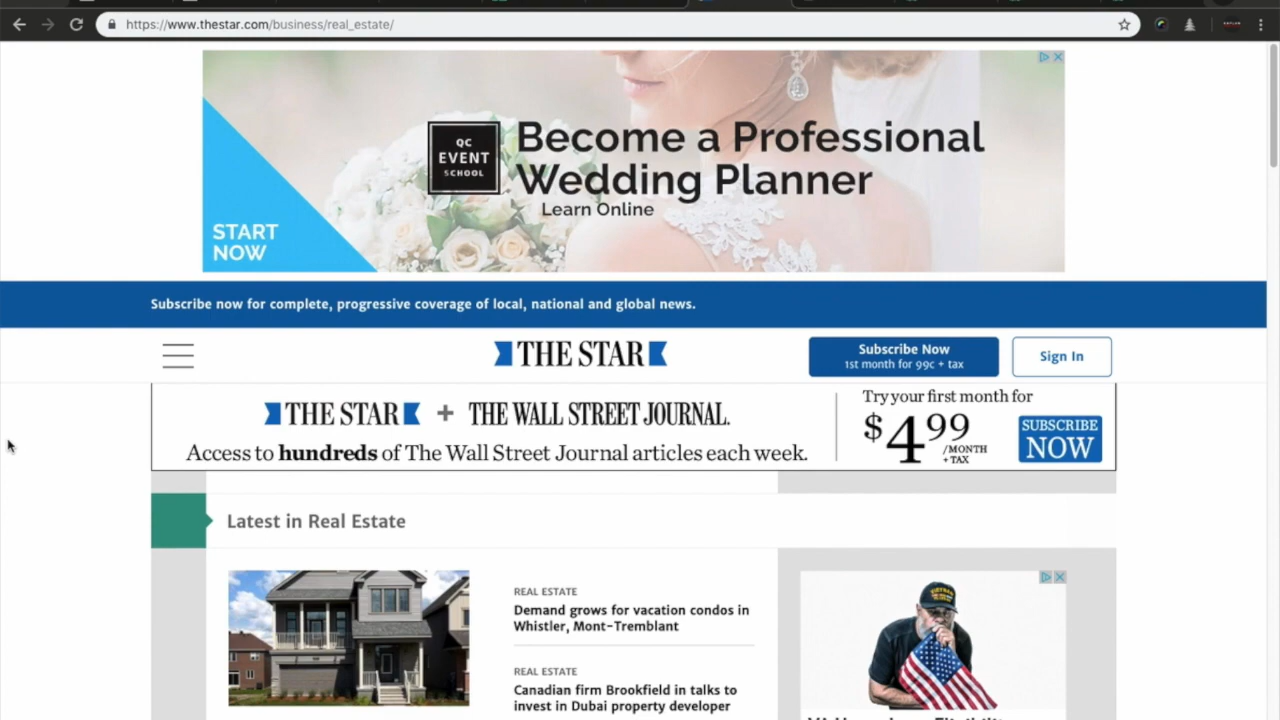 https://www.thestar.com/business/real_estate/
QC
EVENT
SCHOOL
Become a Professional
Wedding Planner
Learn Online
START
NOW
Subscribe now for complete, progressive coverage of local, national and global news.
THE STAR
Subscribe Now
1st month for 99c + tax
Sign In
THE STAR + THE WALL STREET JOURNAL.
Access to hundreds of The Wall Street Journal articles each week.
Try your first month for
$4.99
/MONTH
+ TAX
SUBSCRIBE
NOW
Latest in Real Estate
REAL ESTATE
Demand grows for vacation condos in
Whistler, Mont-Tremblant
REAL ESTATE
Canadian firm Brookfield in talks to
invest in Dubai property developer